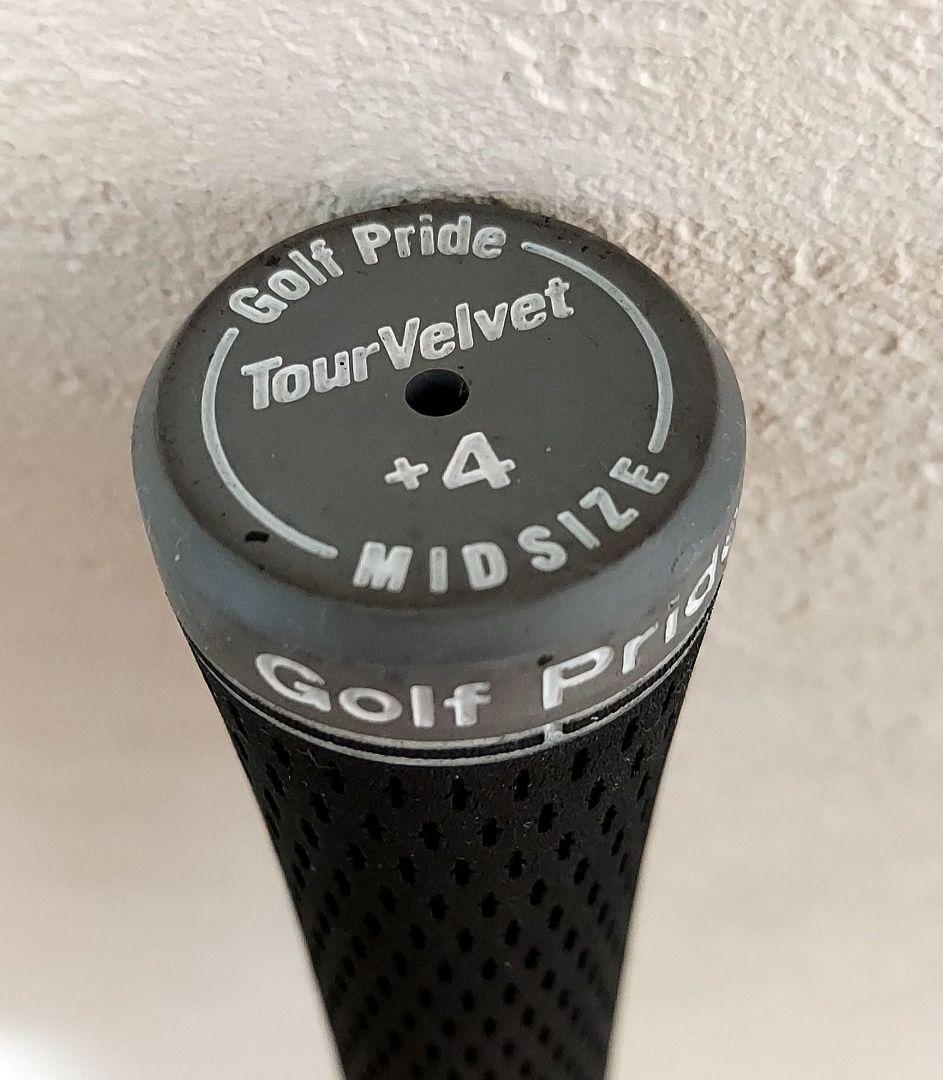 Golf Pride
TourVelvet
+4
MIDSIZE
Golf Pride